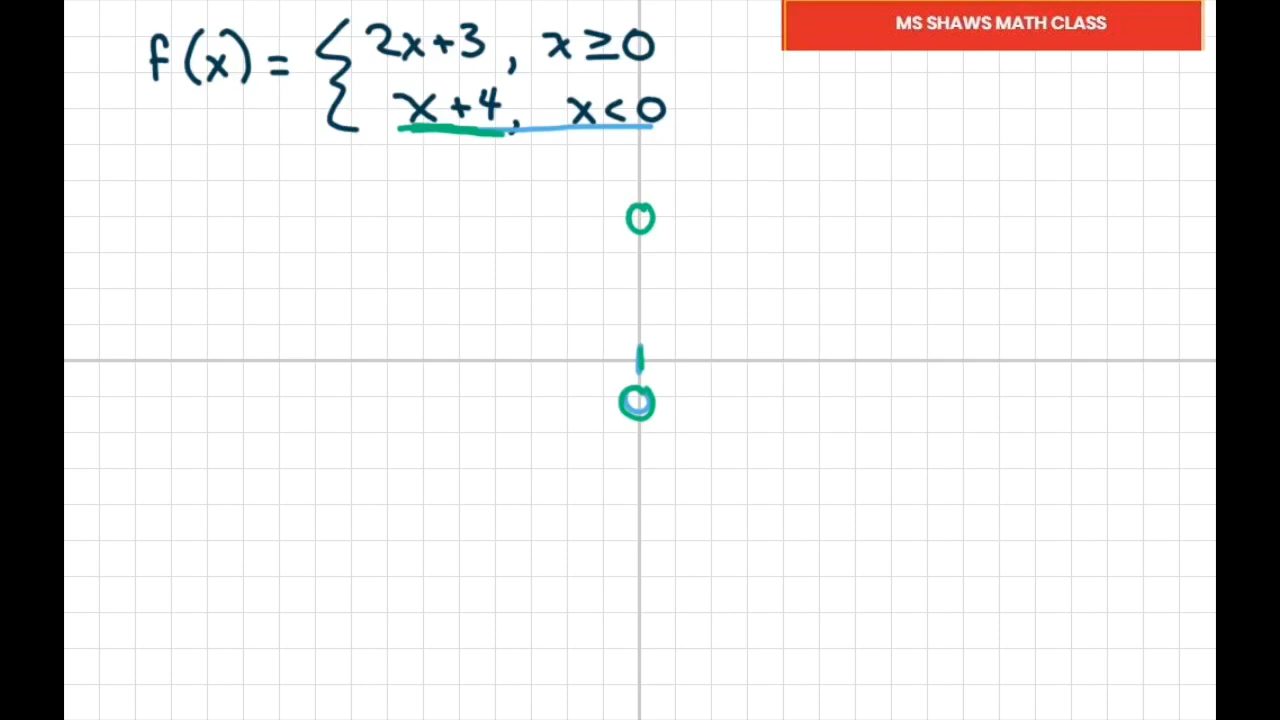 MS SHAWS MATH CLASS
f(x) = { 2x+3, x≥0
x+4, x<0
0